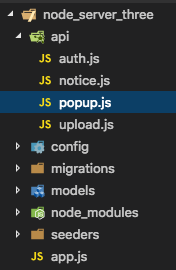 node_server_three
api
JS auth.js
JS notice.js
JS popup.js
JS upload.js
config
migrations
models
node_modules
seeders
JS app.js